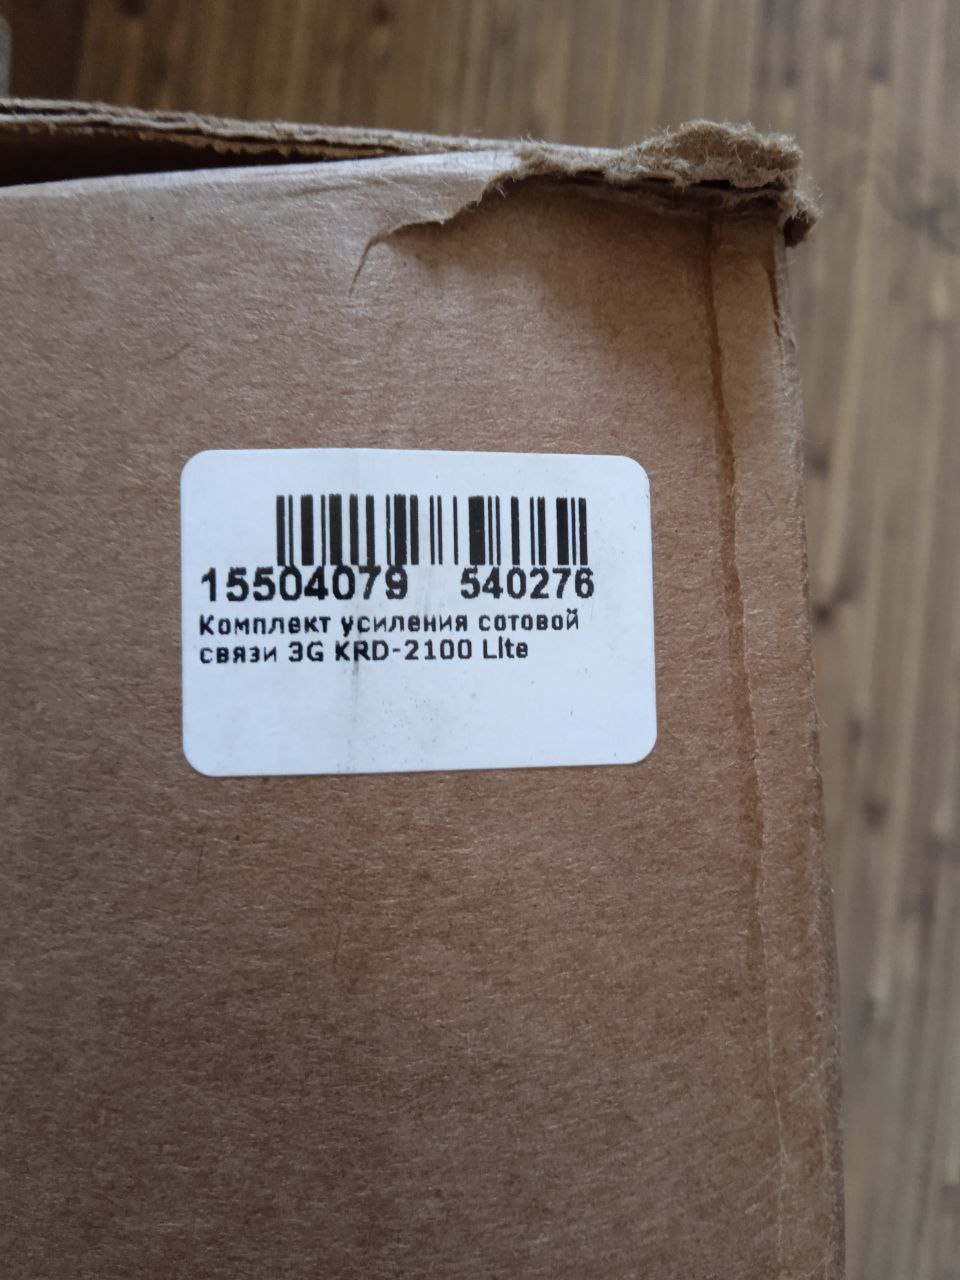 15504079 540276
Комплект усиления сотовой
связи 3G KRD-2100 Lite